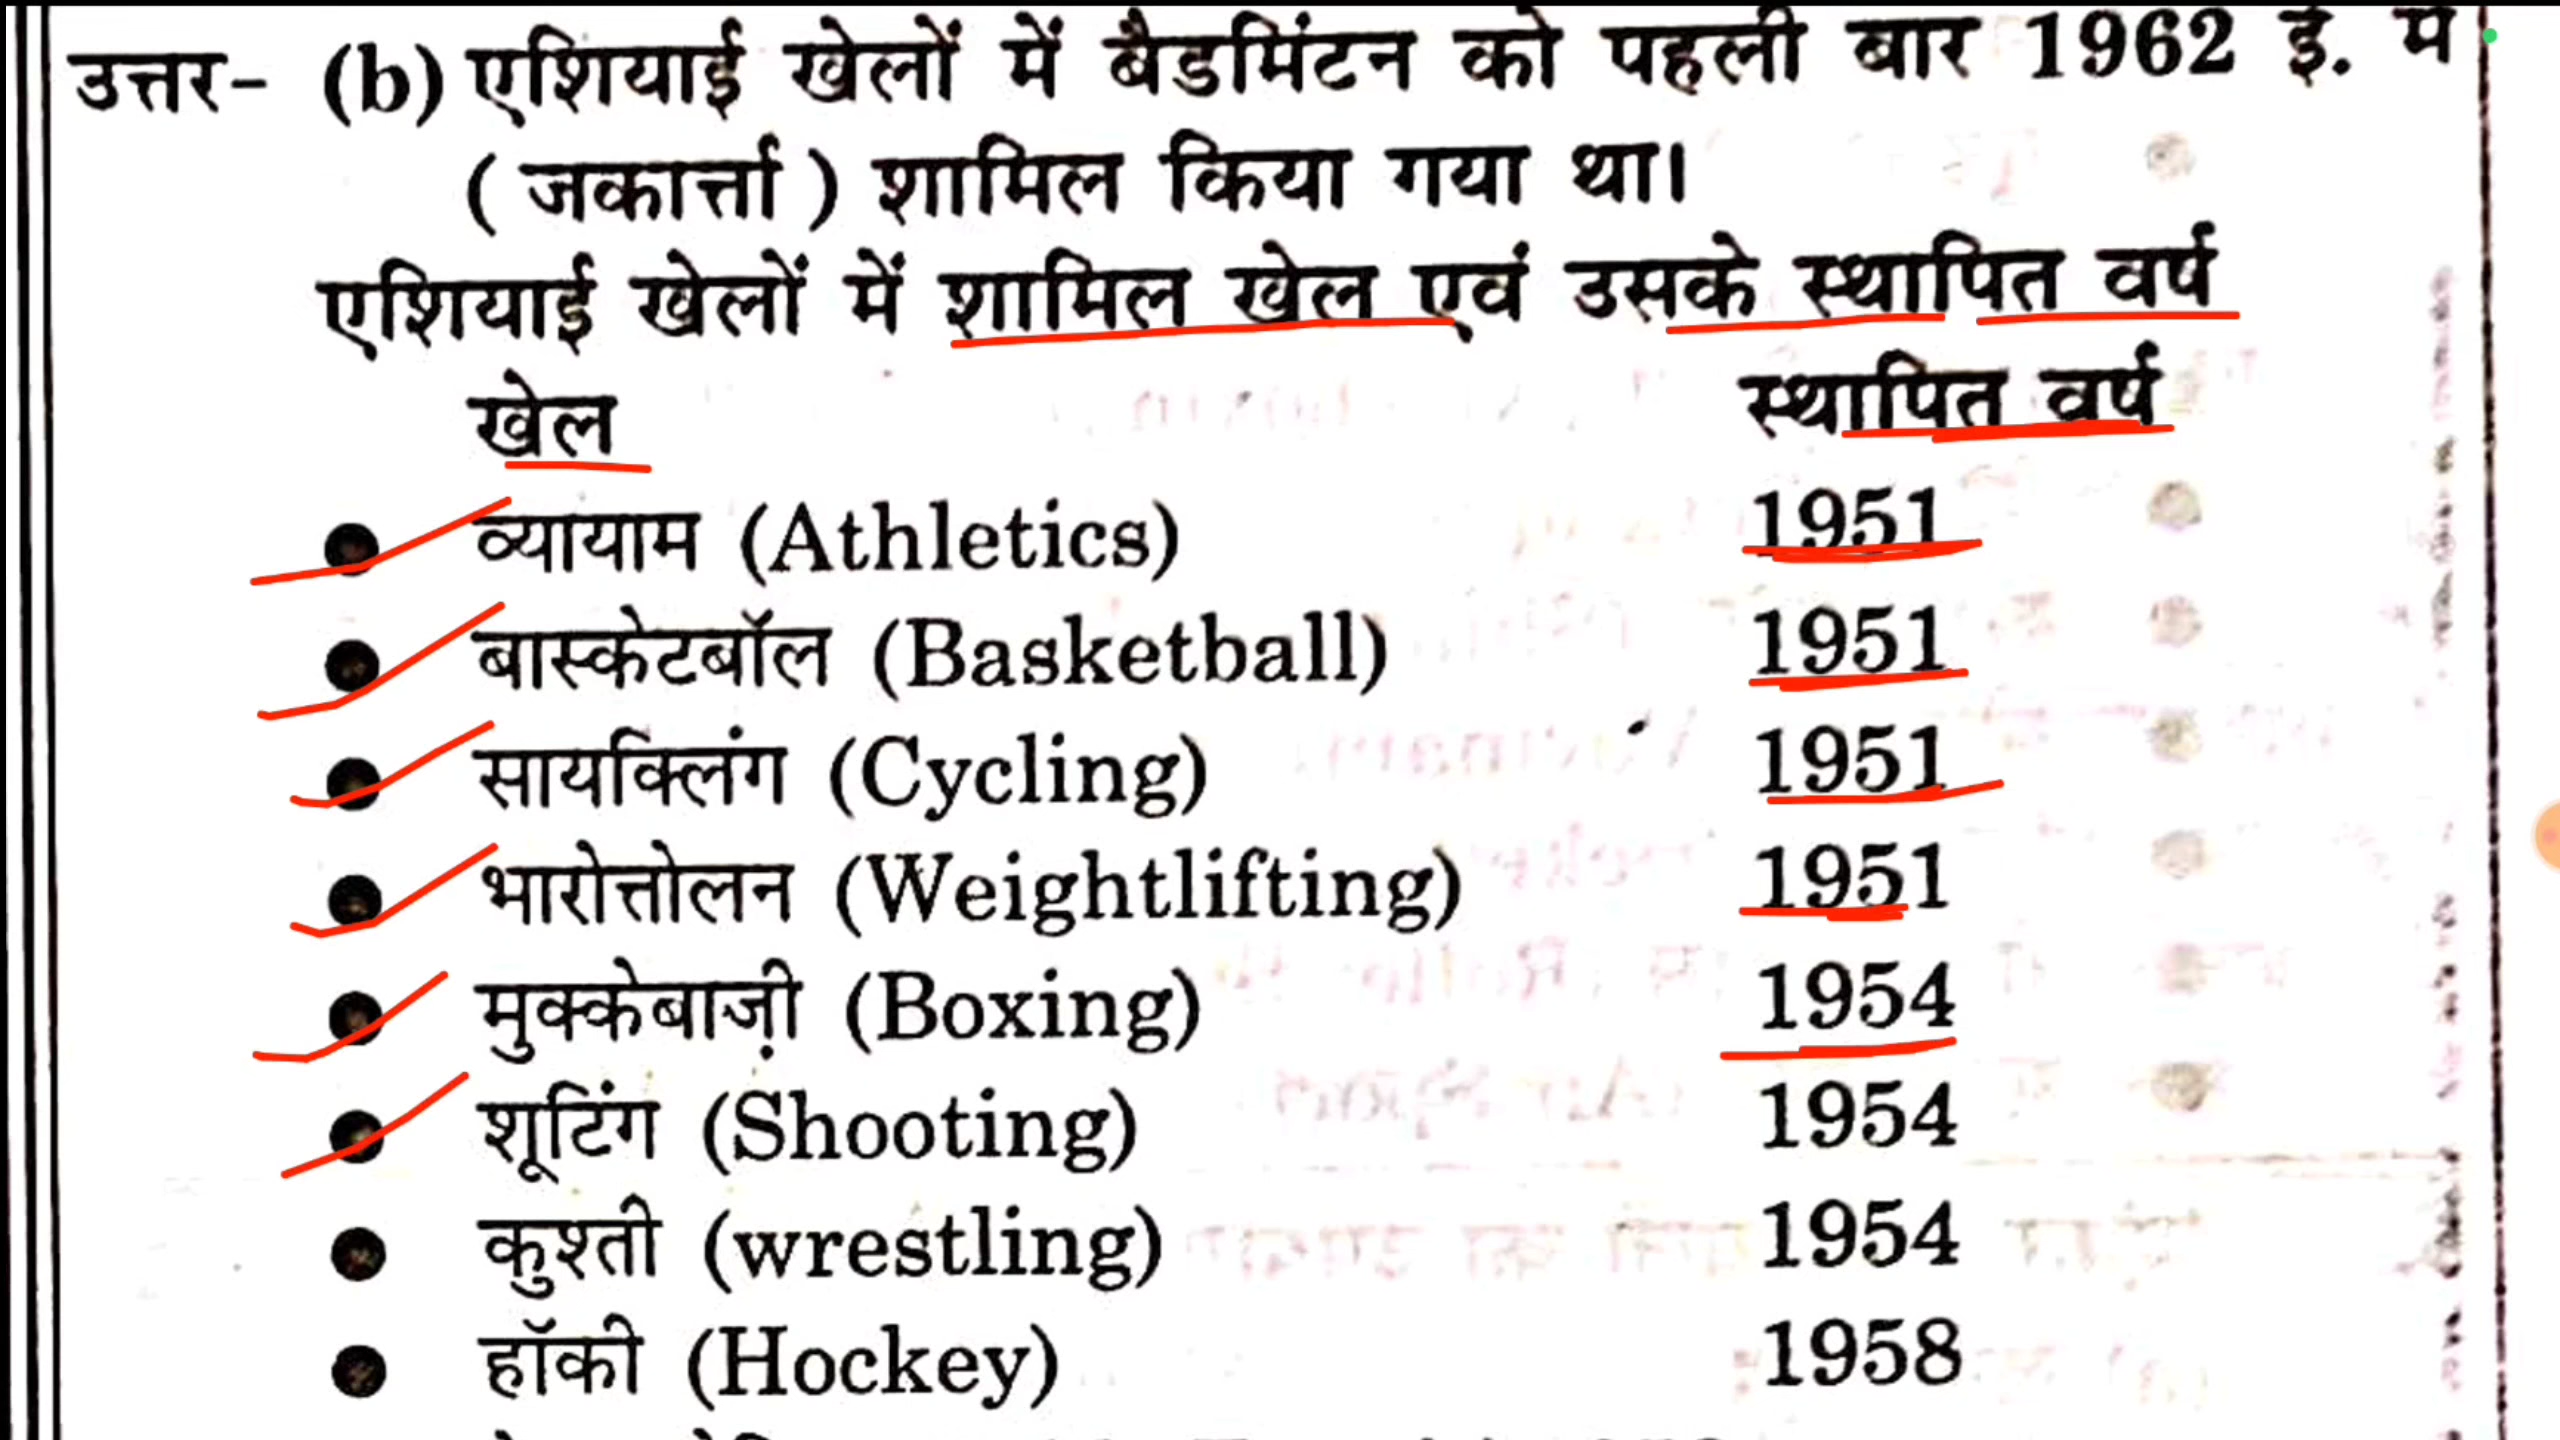 उत्तर- (b) एशियाई खेलों में बैडमिंटन को पहली बार 1962 ई. में
( जकार्त्ता ) शामिल किया गया था।
एशियाई खेलों में शामिल खेल एवं उसके स्थापित वर्ष
खेल स्थापित वर्ष
● व्यायाम (Athletics) 1951
● बास्केटबॉल (Basketball) 1951
● सायक्लिंग (Cycling) 1951
● भारोत्तोलन (Weightlifting) 1951
● मुक्केबाज़ी (Boxing) 1954
● शूटिंग (Shooting) 1954
● कुश्ती (wrestling) 1954
● हॉकी (Hockey) 1958